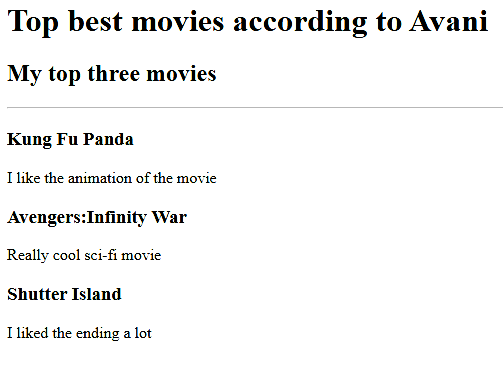 Top best movies according to Avani
My top three movies
Kung Fu Panda
I like the animation of the movie
Avengers:Infinity War
Really cool sci-fi movie
Shutter Island
I liked the ending a lot